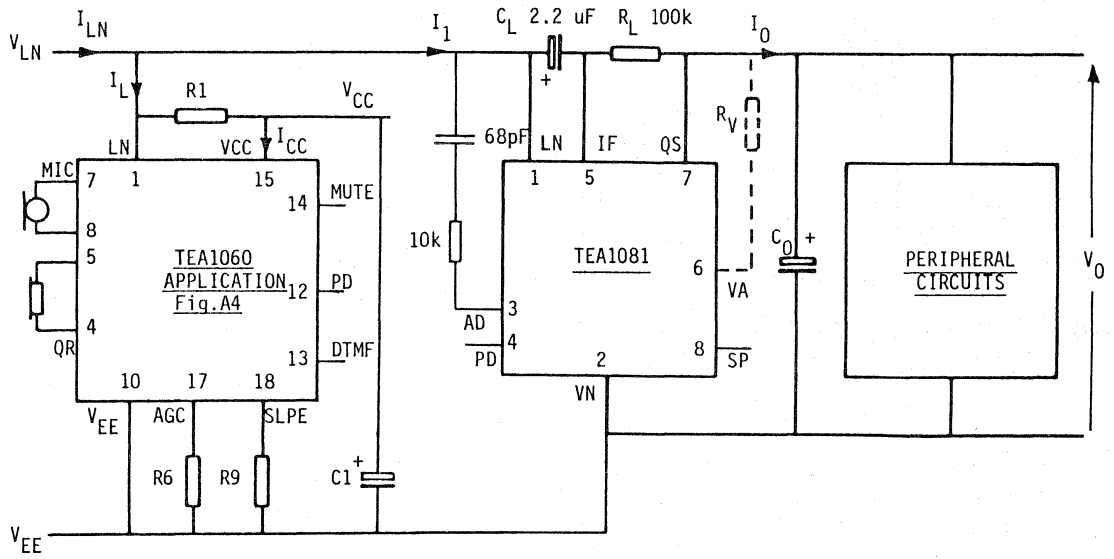 I_LN
V_LN
I_1
C_L 2.2 uF
R_L 100k
I_O
I_L
R1
V_CC
I_CC
68pF
R_V
LN
VCC
LN
IF
QS
1
15
1
5
7
MIC
7
8
5
4
QR
14
MUTE
12
PD
13
DTMF
TEA1060
APPLICATION
Fig.A4
10k
TEA1081
6
VA
C_O +
PERIPHERAL
CIRCUITS
V_O
+
3
AD
4
PD
2
VN
8
SP
10
17
18
V_EE
AGC
SLPE
R6
R9
C1
+
V_EE